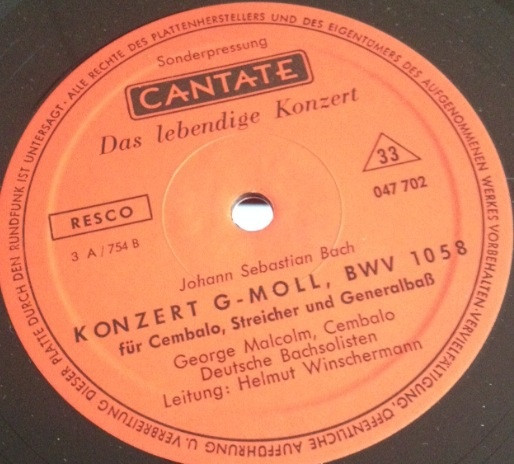 ALLE RECHTE DES PLATTENHERSTELLERS UND DES EIGENTÜMERS DES AUFGENOMMENEN WERKES VORBEHALTEN · VERVIELFÄLTIGUNG, ÖFFENTLICHE AUFFÜHRUNG U. VERBREITUNG DIESER PLATTE DURCH DEN RUNDFUNK IST UNTERSAGT ·
Sonderpressung
CANTATE
Das lebendige Konzert
33
RESCO
047 702
3 A / 754 B
Johann Sebastian Bach
KONZERT G-MOLL, BWV 1058
für Cembalo, Streicher und Generalbaß
George Malcolm, Cembalo
Deutsche Bachsolisten
Leitung: Helmut Winschermann